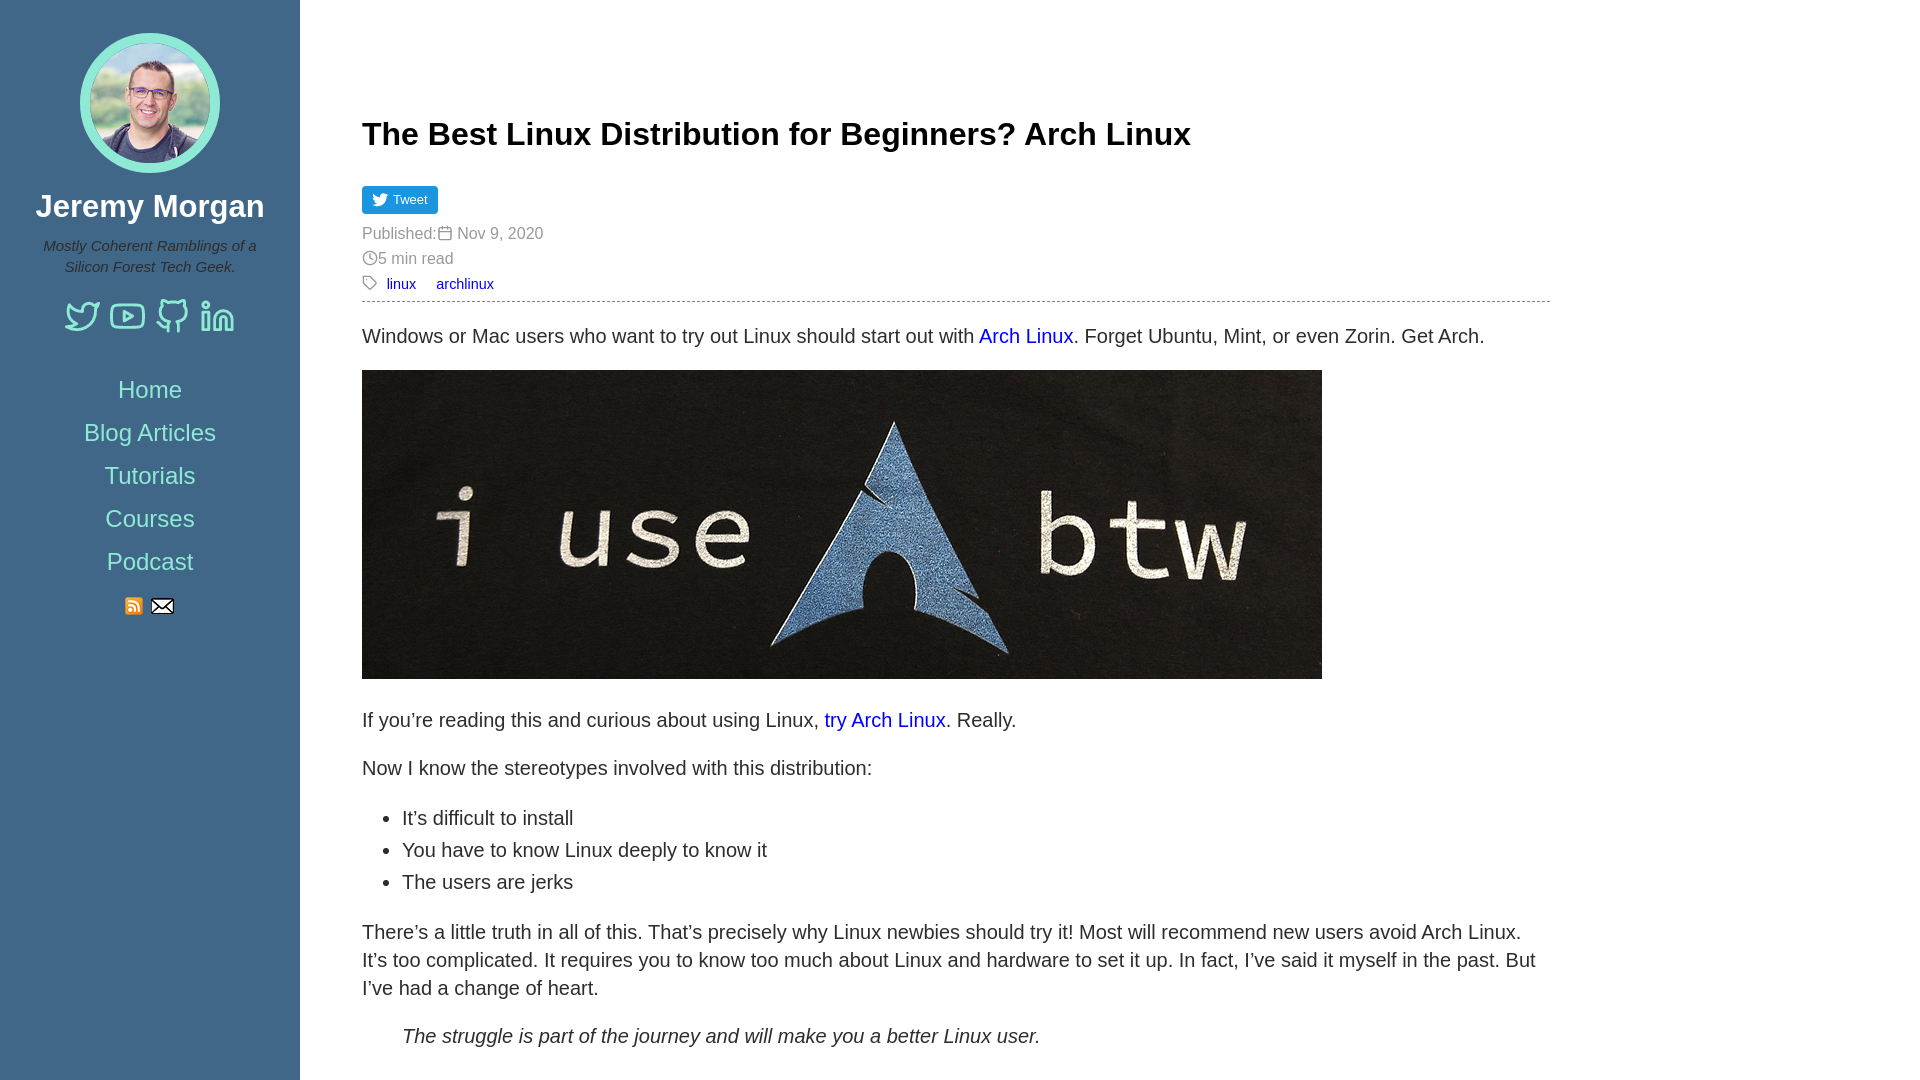 Jeremy Morgan
Mostly Coherent Ramblings of a
Silicon Forest Tech Geek.
Home
Blog Articles
Tutorials
Courses
Podcast
The Best Linux Distribution for Beginners? Arch Linux
Tweet
Published: Nov 9, 2020
5 min read
linux archlinux
Windows or Mac users who want to try out Linux should start out with Arch Linux. Forget Ubuntu, Mint, or even Zorin. Get Arch.
i use btw
If you’re reading this and curious about using Linux, try Arch Linux. Really.
Now I know the stereotypes involved with this distribution:
• It’s difficult to install
• You have to know Linux deeply to know it
• The users are jerks
There’s a little truth in all of this. That’s precisely why Linux newbies should try it! Most will recommend new users avoid Arch Linux.
It’s too complicated. It requires you to know too much about Linux and hardware to set it up. In fact, I’ve said it myself in the past. But
I’ve had a change of heart.
The struggle is part of the journey and will make you a better Linux user.